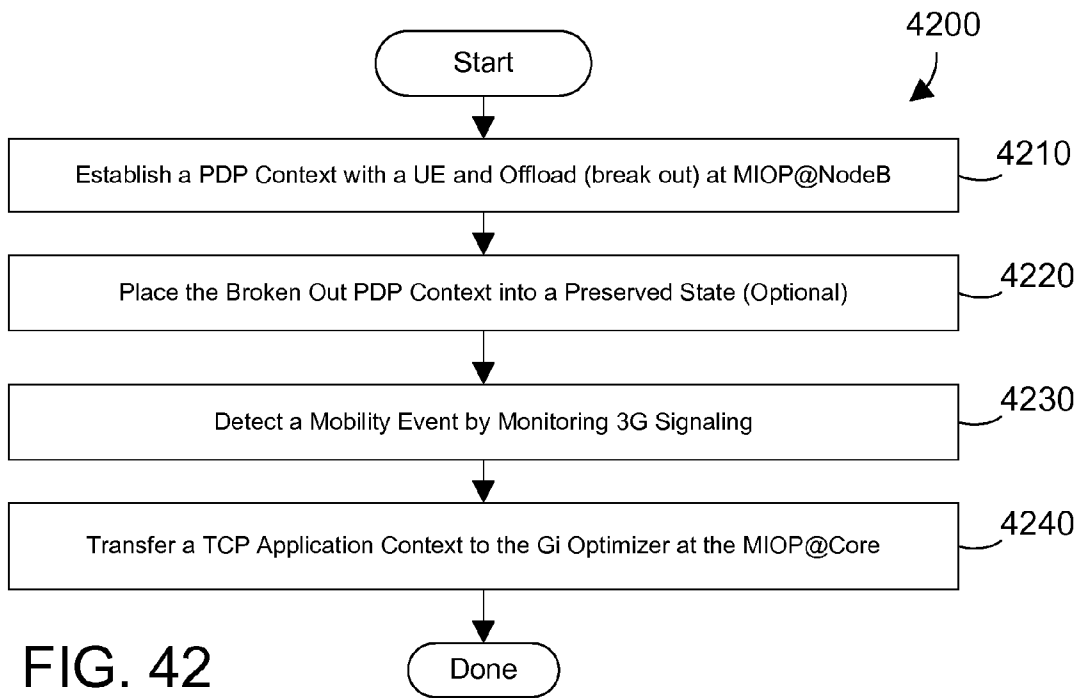 4200
Start
Establish a PDP Context with a UE and Offload (break out) at MIOP@NodeB
4210
Place the Broken Out PDP Context into a Preserved State (Optional)
4220
Detect a Mobility Event by Monitoring 3G Signaling
4230
Transfer a TCP Application Context to the Gi Optimizer at the MIOP@Core
4240
Done
FIG. 42